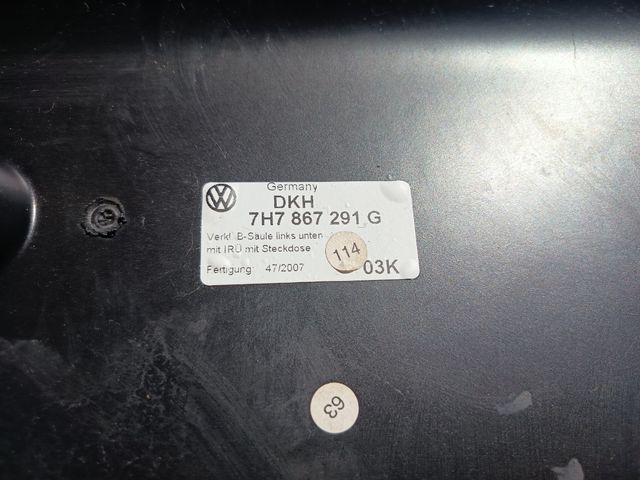 Germany
DKH
7H7 867 291 G
Verkl. B-Säule links unten
mit IRÜ mit Steckdose
114
Fertigung: 47/2007
03K
63